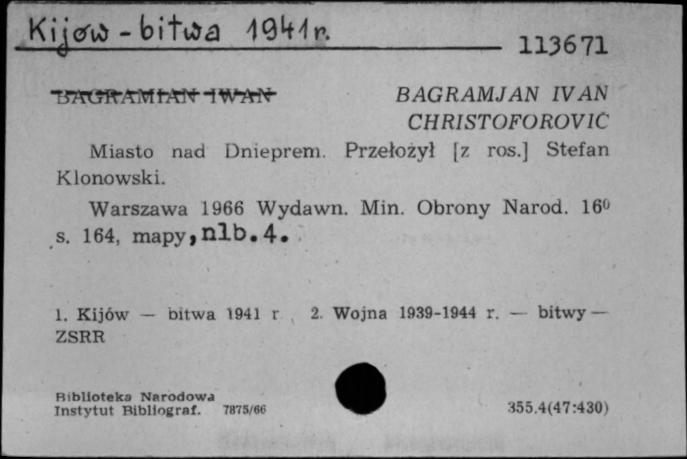 Kijów - bitwa 1941 r.
113671
BAGRAMIAN IWAN
BAGRAMJAN IVAN
CHRISTOFOROVIC
Miasto nad Dnieprem. Przełożył [z ros.] Stefan
Klonowski.
Warszawa 1966 Wydawn. Min. Obrony Narod. 16⁰
s. 164, mapy, nlb. 4.
1. Kijów — bitwa 1941 r , 2. Wojna 1939-1944 r. — bitwy —
ZSRR
Biblioteka Narodowa
Instytut Bibliograf. 7875/66
355.4(47:430)